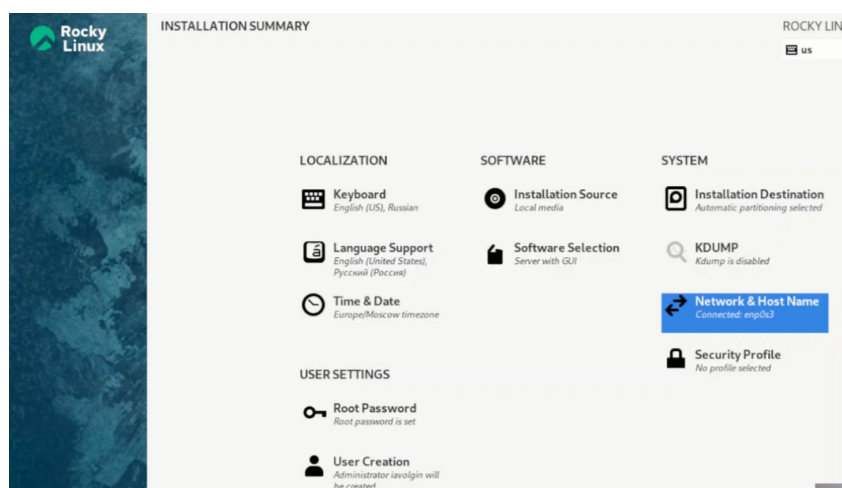 Rocky
Linux
INSTALLATION SUMMARY
ROCKY LIN
us
LOCALIZATION
Keyboard
English (US), Russian
Language Support
English (United States),
Русский (Россия)
Time & Date
Europe/Moscow timezone
SOFTWARE
Installation Source
Local media
Software Selection
Server with GUI
SYSTEM
Installation Destination
Automatic partitioning selected
KDUMP
Kdump is disabled
Network & Host Name
Connected: enp0s3
Security Profile
No profile selected
USER SETTINGS
Root Password
Root password is set
User Creation
Administrator iavolgin will
be created